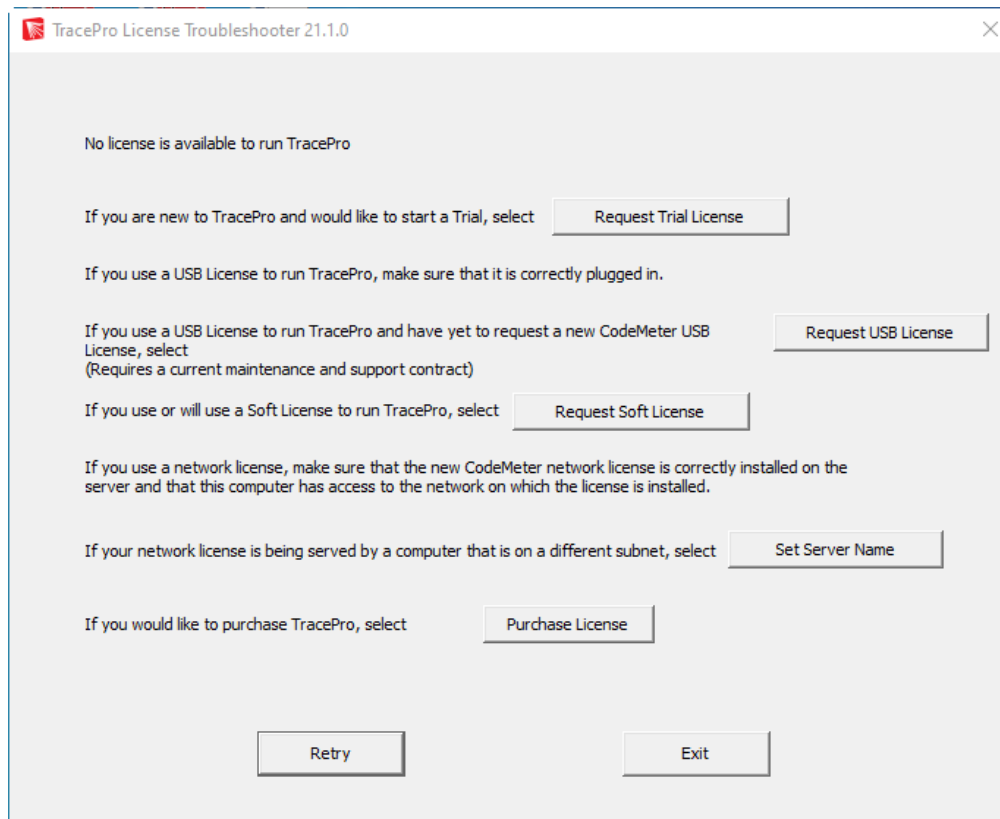 TracePro License Troubleshooter 21.1.0
No license is available to run TracePro
If you are new to TracePro and would like to start a Trial, select
Request Trial License
If you use a USB License to run TracePro, make sure that it is correctly plugged in.
If you use a USB License to run TracePro and have yet to request a new CodeMeter USB
License, select
(Requires a current maintenance and support contract)
Request USB License
If you use or will use a Soft License to run TracePro, select
Request Soft License
If you use a network license, make sure that the new CodeMeter network license is correctly installed on the
server and that this computer has access to the network on which the license is installed.
If your network license is being served by a computer that is on a different subnet, select
Set Server Name
If you would like to purchase TracePro, select
Purchase License
Retry
Exit